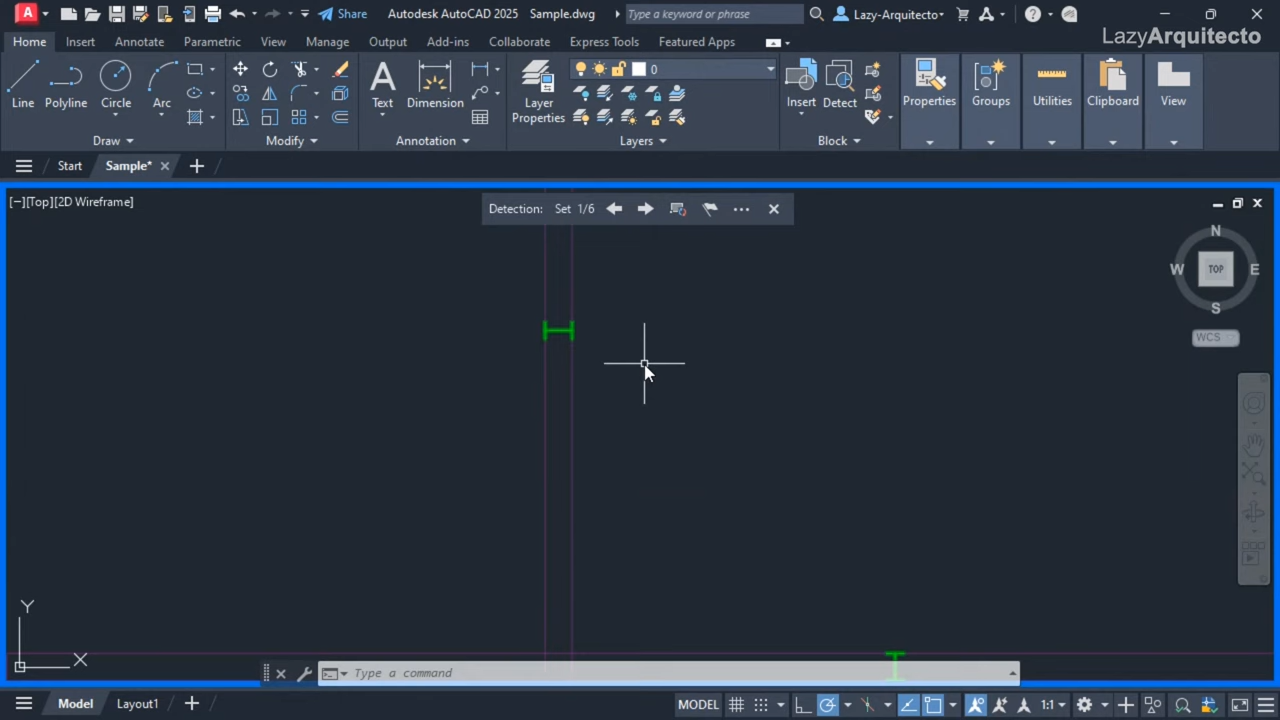 A Share Autodesk AutoCAD 2025 Sample.dwg Type a keyword or phrase Lazy-Arquitecto
LazyArquitecto
Home Insert Annotate Parametric View Manage Output Add-ins Collaborate Express Tools Featured Apps
0
Line Polyline Circle Arc Text Dimension Layer Properties Insert Detect Properties Groups Utilities Clipboard View
Draw Modify Annotation Layers Block
Start Sample*
[−][Top][2D Wireframe]
Detection: Set 1/6
N
W TOP E
S
WCS
Y
X
Type a command
Model Layout1 MODEL 1:1